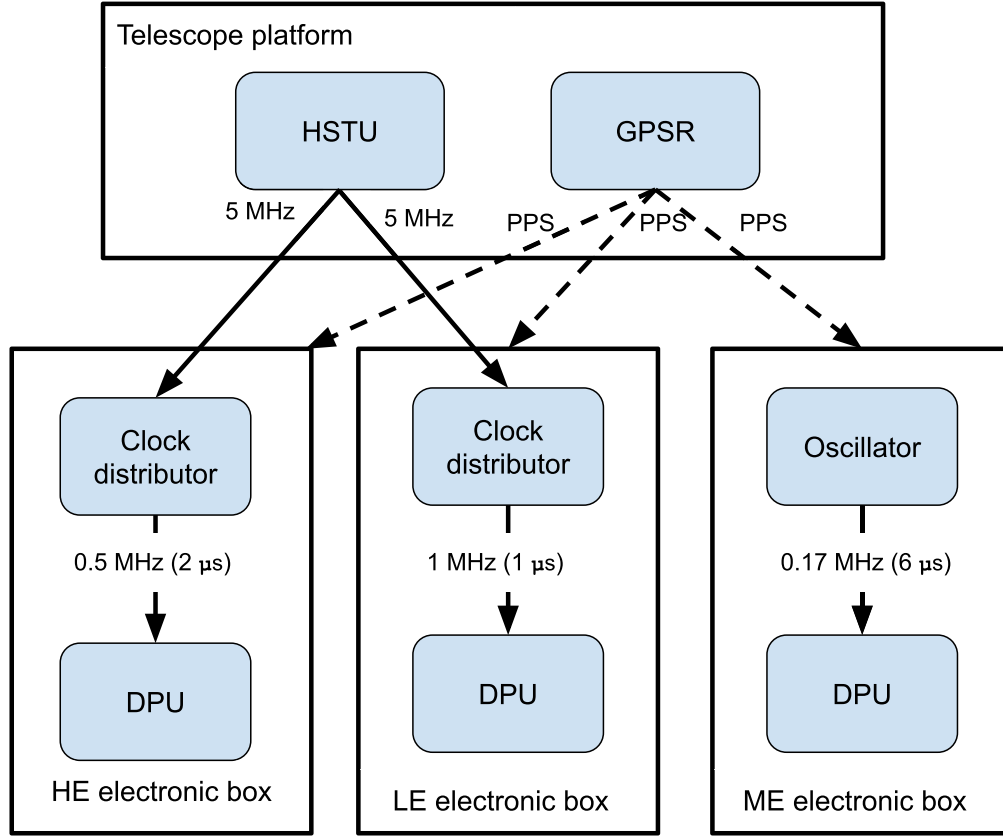 Telescope platform
HSTU
GPSR
5 MHz
5 MHz
PPS
PPS
PPS
Clock
distributor
Clock
distributor
Oscillator
0.5 MHz (2 μs)
1 MHz (1 μs)
0.17 MHz (6 μs)
DPU
DPU
DPU
HE electronic box
LE electronic box
ME electronic box